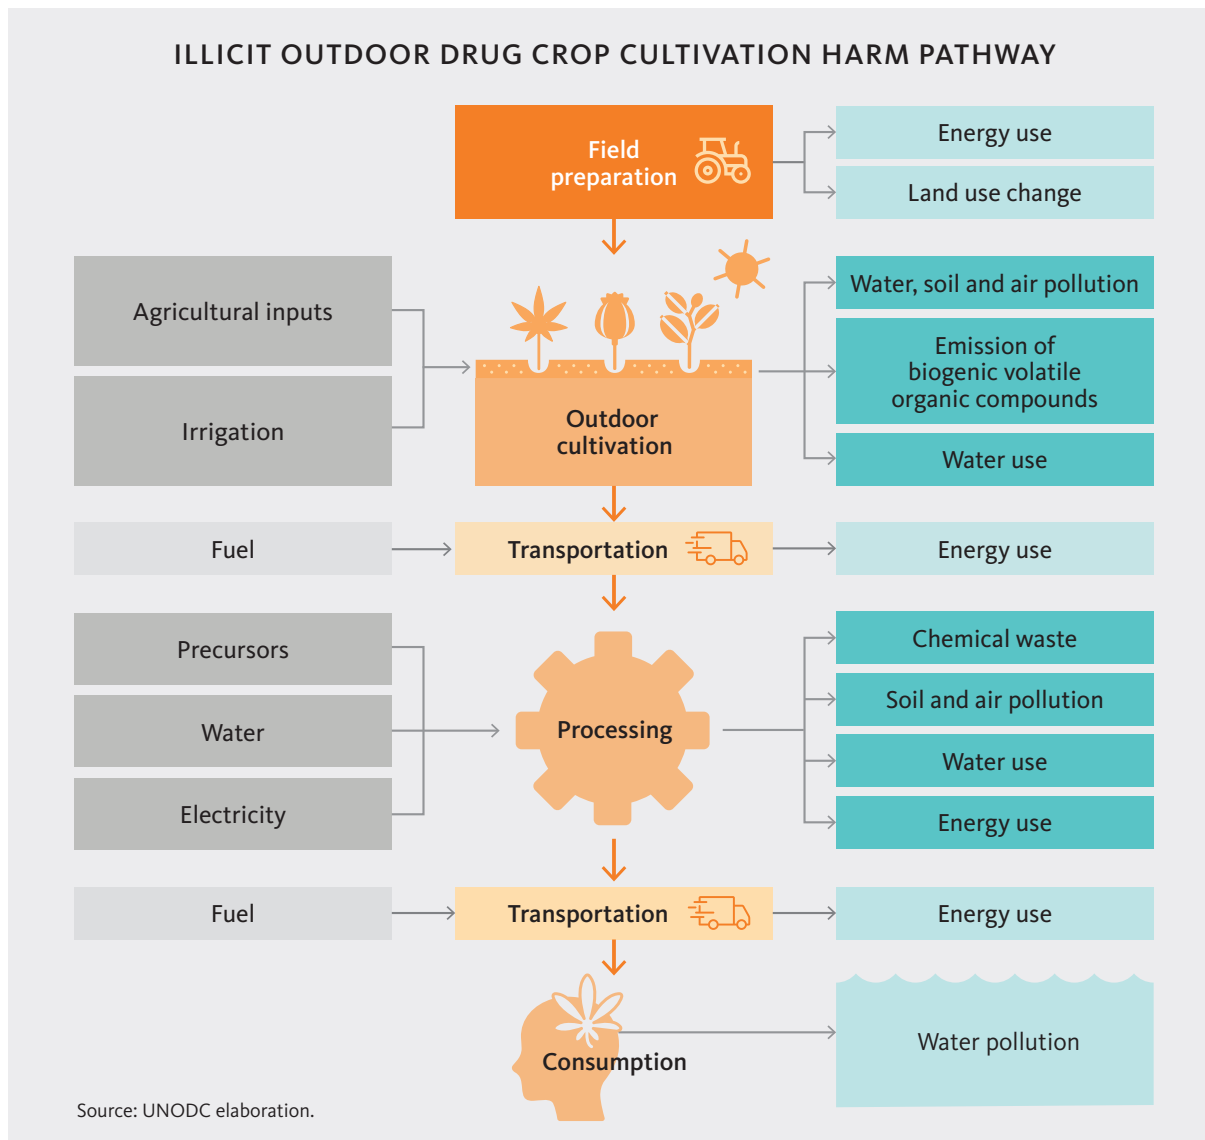 ILLICIT OUTDOOR DRUG CROP CULTIVATION HARM PATHWAY
Field
preparation
Energy use
Land use change
Agricultural inputs
Irrigation
Outdoor
cultivation
Water, soil and air pollution
Emission of
biogenic volatile
organic compounds
Water use
Fuel
Transportation
Energy use
Precursors
Water
Electricity
Processing
Chemical waste
Soil and air pollution
Water use
Energy use
Fuel
Transportation
Energy use
Consumption
Water pollution
Source: UNODC elaboration.